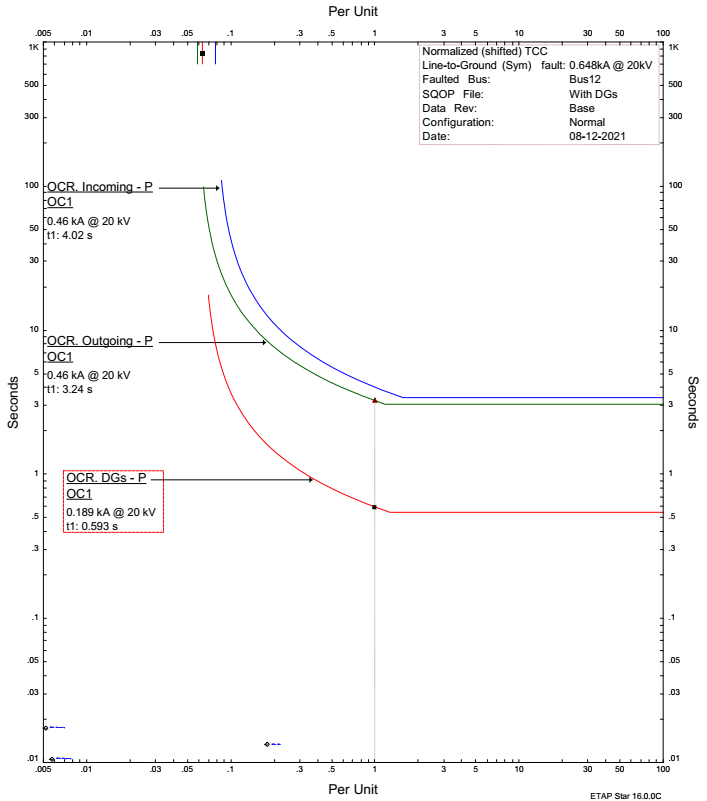 Per Unit
.005 .01 .03 .05 .1 .3 .5 1 3 5 10 30 50 100
1K 1K
Normalized (shifted) TCC
Line-to-Ground (Sym) fault: 0.648kA @ 20kV
Faulted Bus: Bus12
SQOP File: With DGs
Data Rev: Base
Configuration: Normal
Date: 08-12-2021
500 500
300 300
100 100
OCR. Incoming - P
OC1
0.46 kA @ 20 kV
t1: 4.02 s
50 50
30 30
10 10
OCR. Outgoing - P
OC1
0.46 kA @ 20 kV
t1: 3.24 s
5 5
3 3
Seconds Seconds
1 1
OCR. DGs - P
OC1
0.189 kA @ 20 kV
t1: 0.593 s
.5 .5
.3 .3
.1 .1
.05 .05
.03 .03
.01 .01
.005 .01 .03 .05 .1 .3 .5 1 3 5 10 30 50 100
Per Unit
ETAP Star 16.0.0C